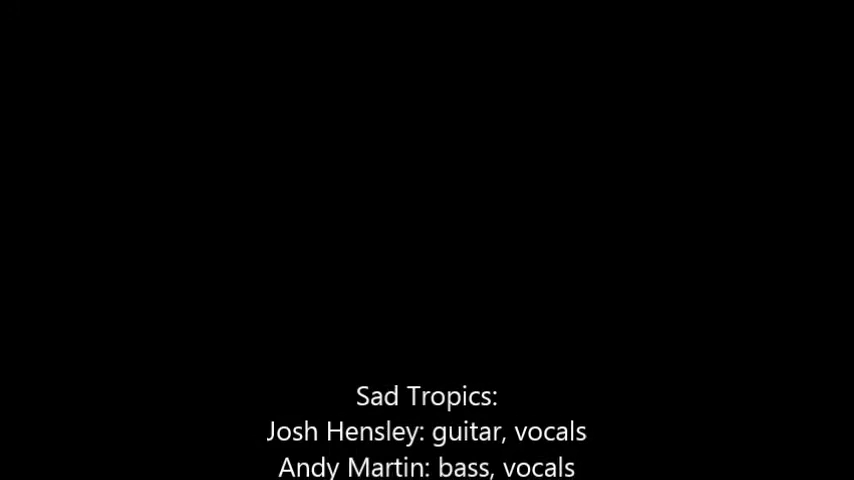 Sad Tropics:
Josh Hensley: guitar, vocals
Andy Martin: bass, vocals